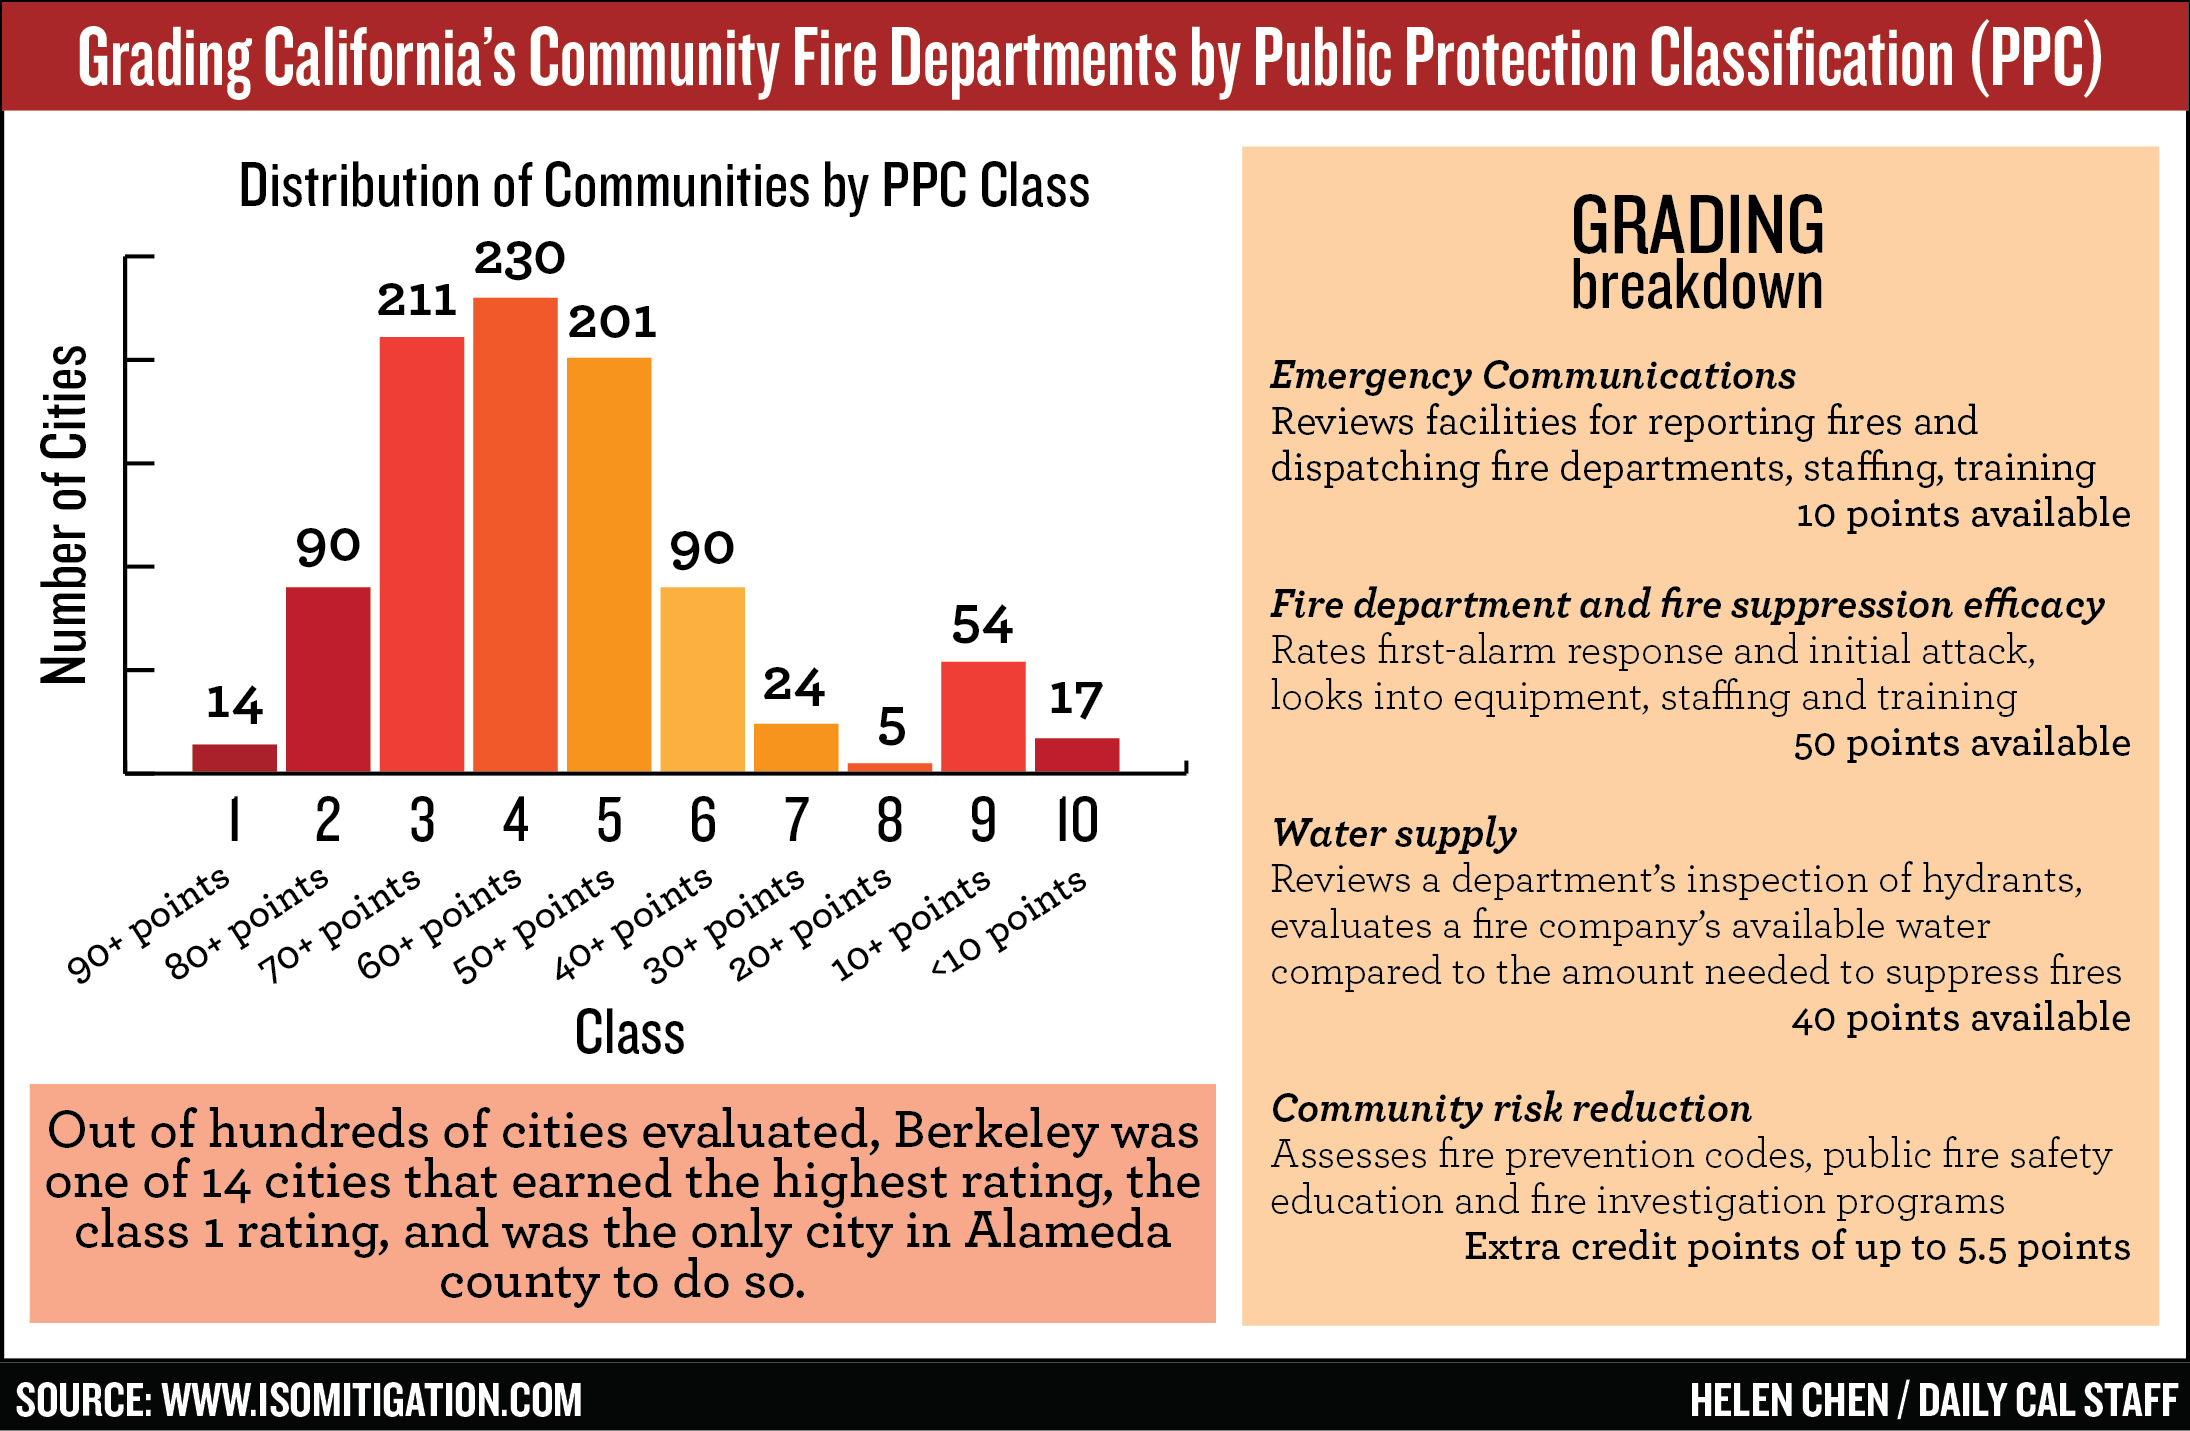 Grading California's Community Fire Departments by Public Protection Classification (PPC)
Distribution of Communities by PPC Class
Number of Cities
14
90
211
230
201
90
24
5
54
17
1
2
3
4
5
6
7
8
9
10
90+ points
80+ points
70+ points
60+ points
50+ points
40+ points
30+ points
20+ points
10+ points
<10 points
Class
Out of hundreds of cities evaluated, Berkeley was
one of 14 cities that earned the highest rating, the
class 1 rating, and was the only city in Alameda
county to do so.
GRADING
breakdown
Emergency Communications
Reviews facilities for reporting fires and
dispatching fire departments, staffing, training
10 points available
Fire department and fire suppression efficacy
Rates first-alarm response and initial attack,
looks into equipment, staffing and training
50 points available
Water supply
Reviews a department's inspection of hydrants,
evaluates a fire company's available water
compared to the amount needed to suppress fires
40 points available
Community risk reduction
Assesses fire prevention codes, public fire safety
education and fire investigation programs
Extra credit points of up to 5.5 points
SOURCE: WWW.ISOMITIGATION.COM
HELEN CHEN / DAILY CAL STAFF